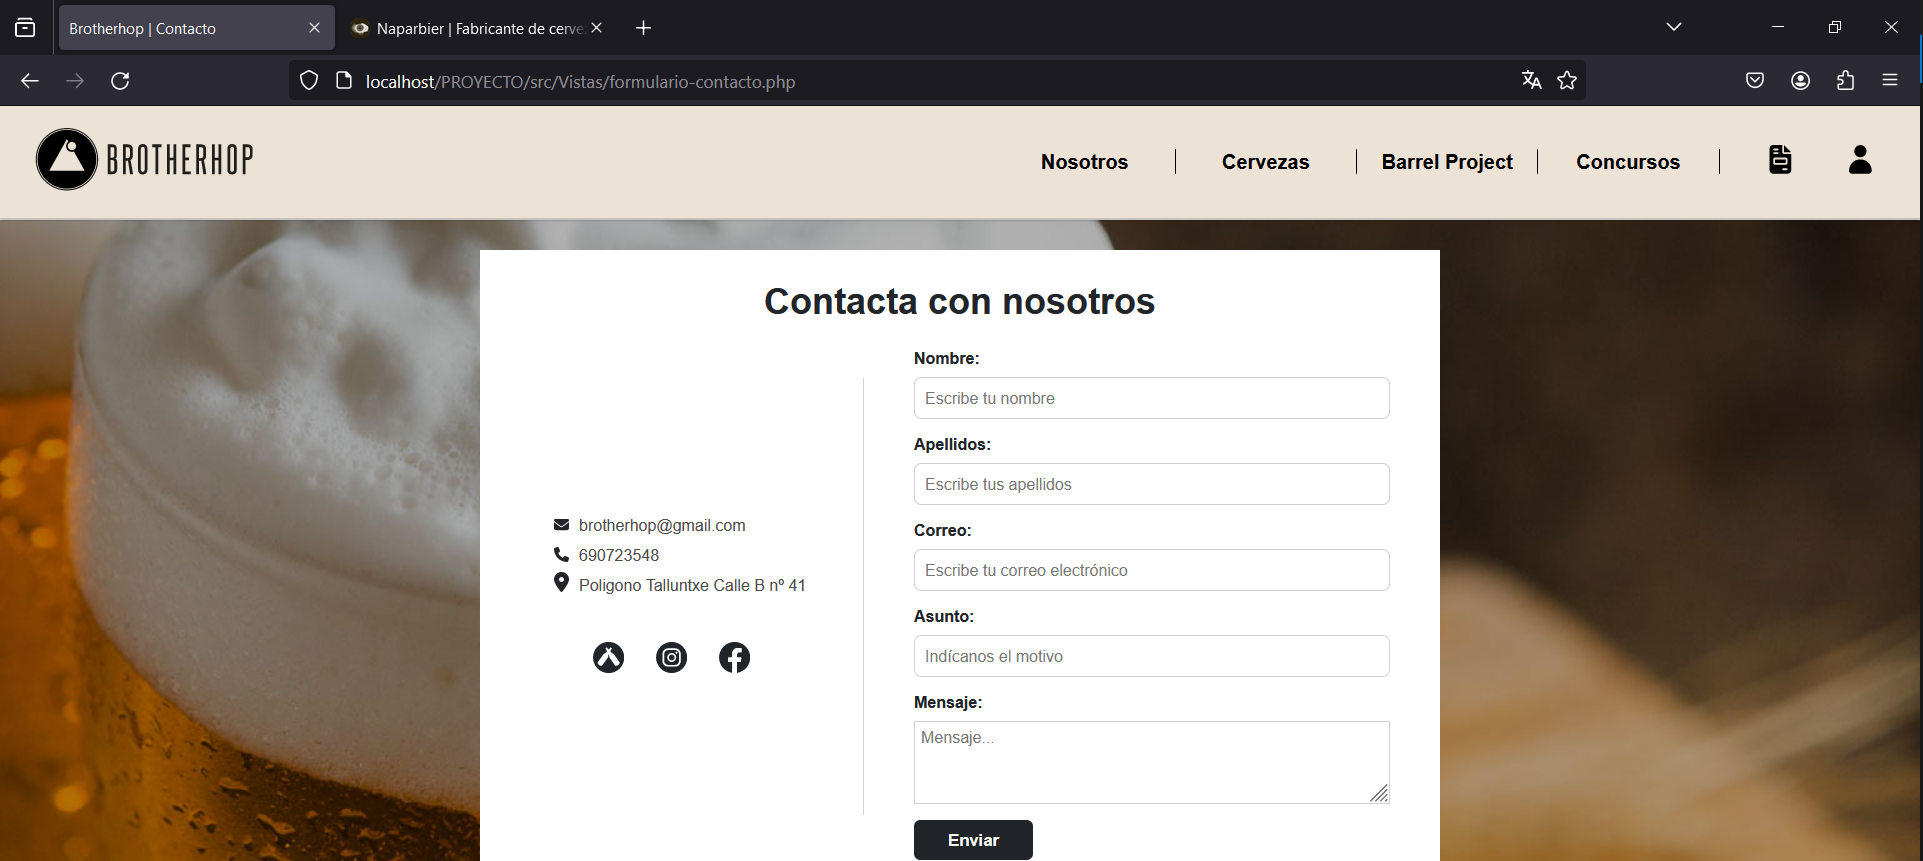 Brotherhop | Contacto
Naparbier | Fabricante de cerve
localhost/PROYECTO/src/Vistas/formulario-contacto.php
BROTHERHOP
Nosotros
Cervezas
Barrel Project
Concursos
Contacta con nosotros
brotherhop@gmail.com
690723548
Poligono Talluntxe Calle B nº 41
Nombre:
Escribe tu nombre
Apellidos:
Escribe tus apellidos
Correo:
Escribe tu correo electrónico
Asunto:
Indícanos el motivo
Mensaje:
Mensaje...
Enviar